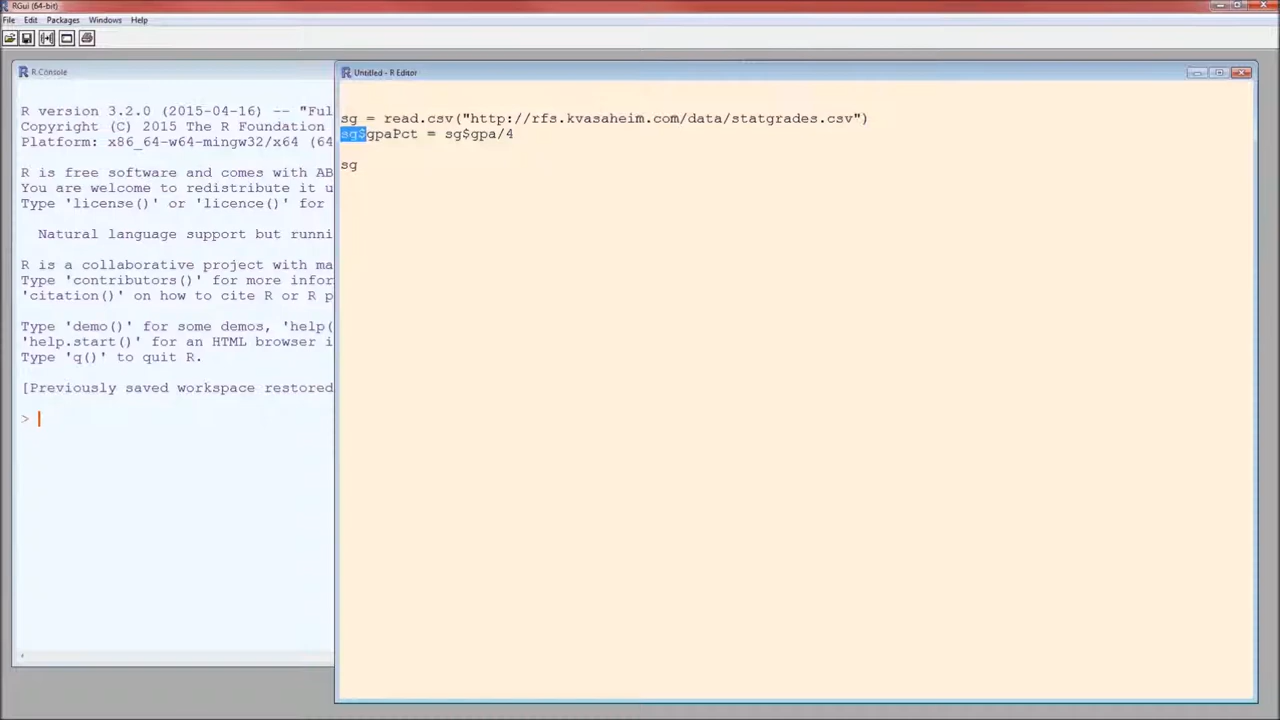 RGui (64-bit)
File Edit Packages Windows Help
R Console
R version 3.2.0 (2015-04-16) -- "Ful
Copyright (C) 2015 The R Foundation
Platform: x86_64-w64-mingw32/x64 (64
R is free software and comes with AB
You are welcome to redistribute it u
Type 'license()' or 'licence()' for
Natural language support but runni
R is a collaborative project with ma
Type 'contributors()' for more infor
'citation()' on how to cite R or R p
Type 'demo()' for some demos, 'help(
'help.start()' for an HTML browser i
Type 'q()' to quit R.
[Previously saved workspace restored
>
Untitled - R Editor
sg = read.csv("http://rfs.kvasaheim.com/data/statgrades.csv")
sg$gpaPct = sg$gpa/4
sg